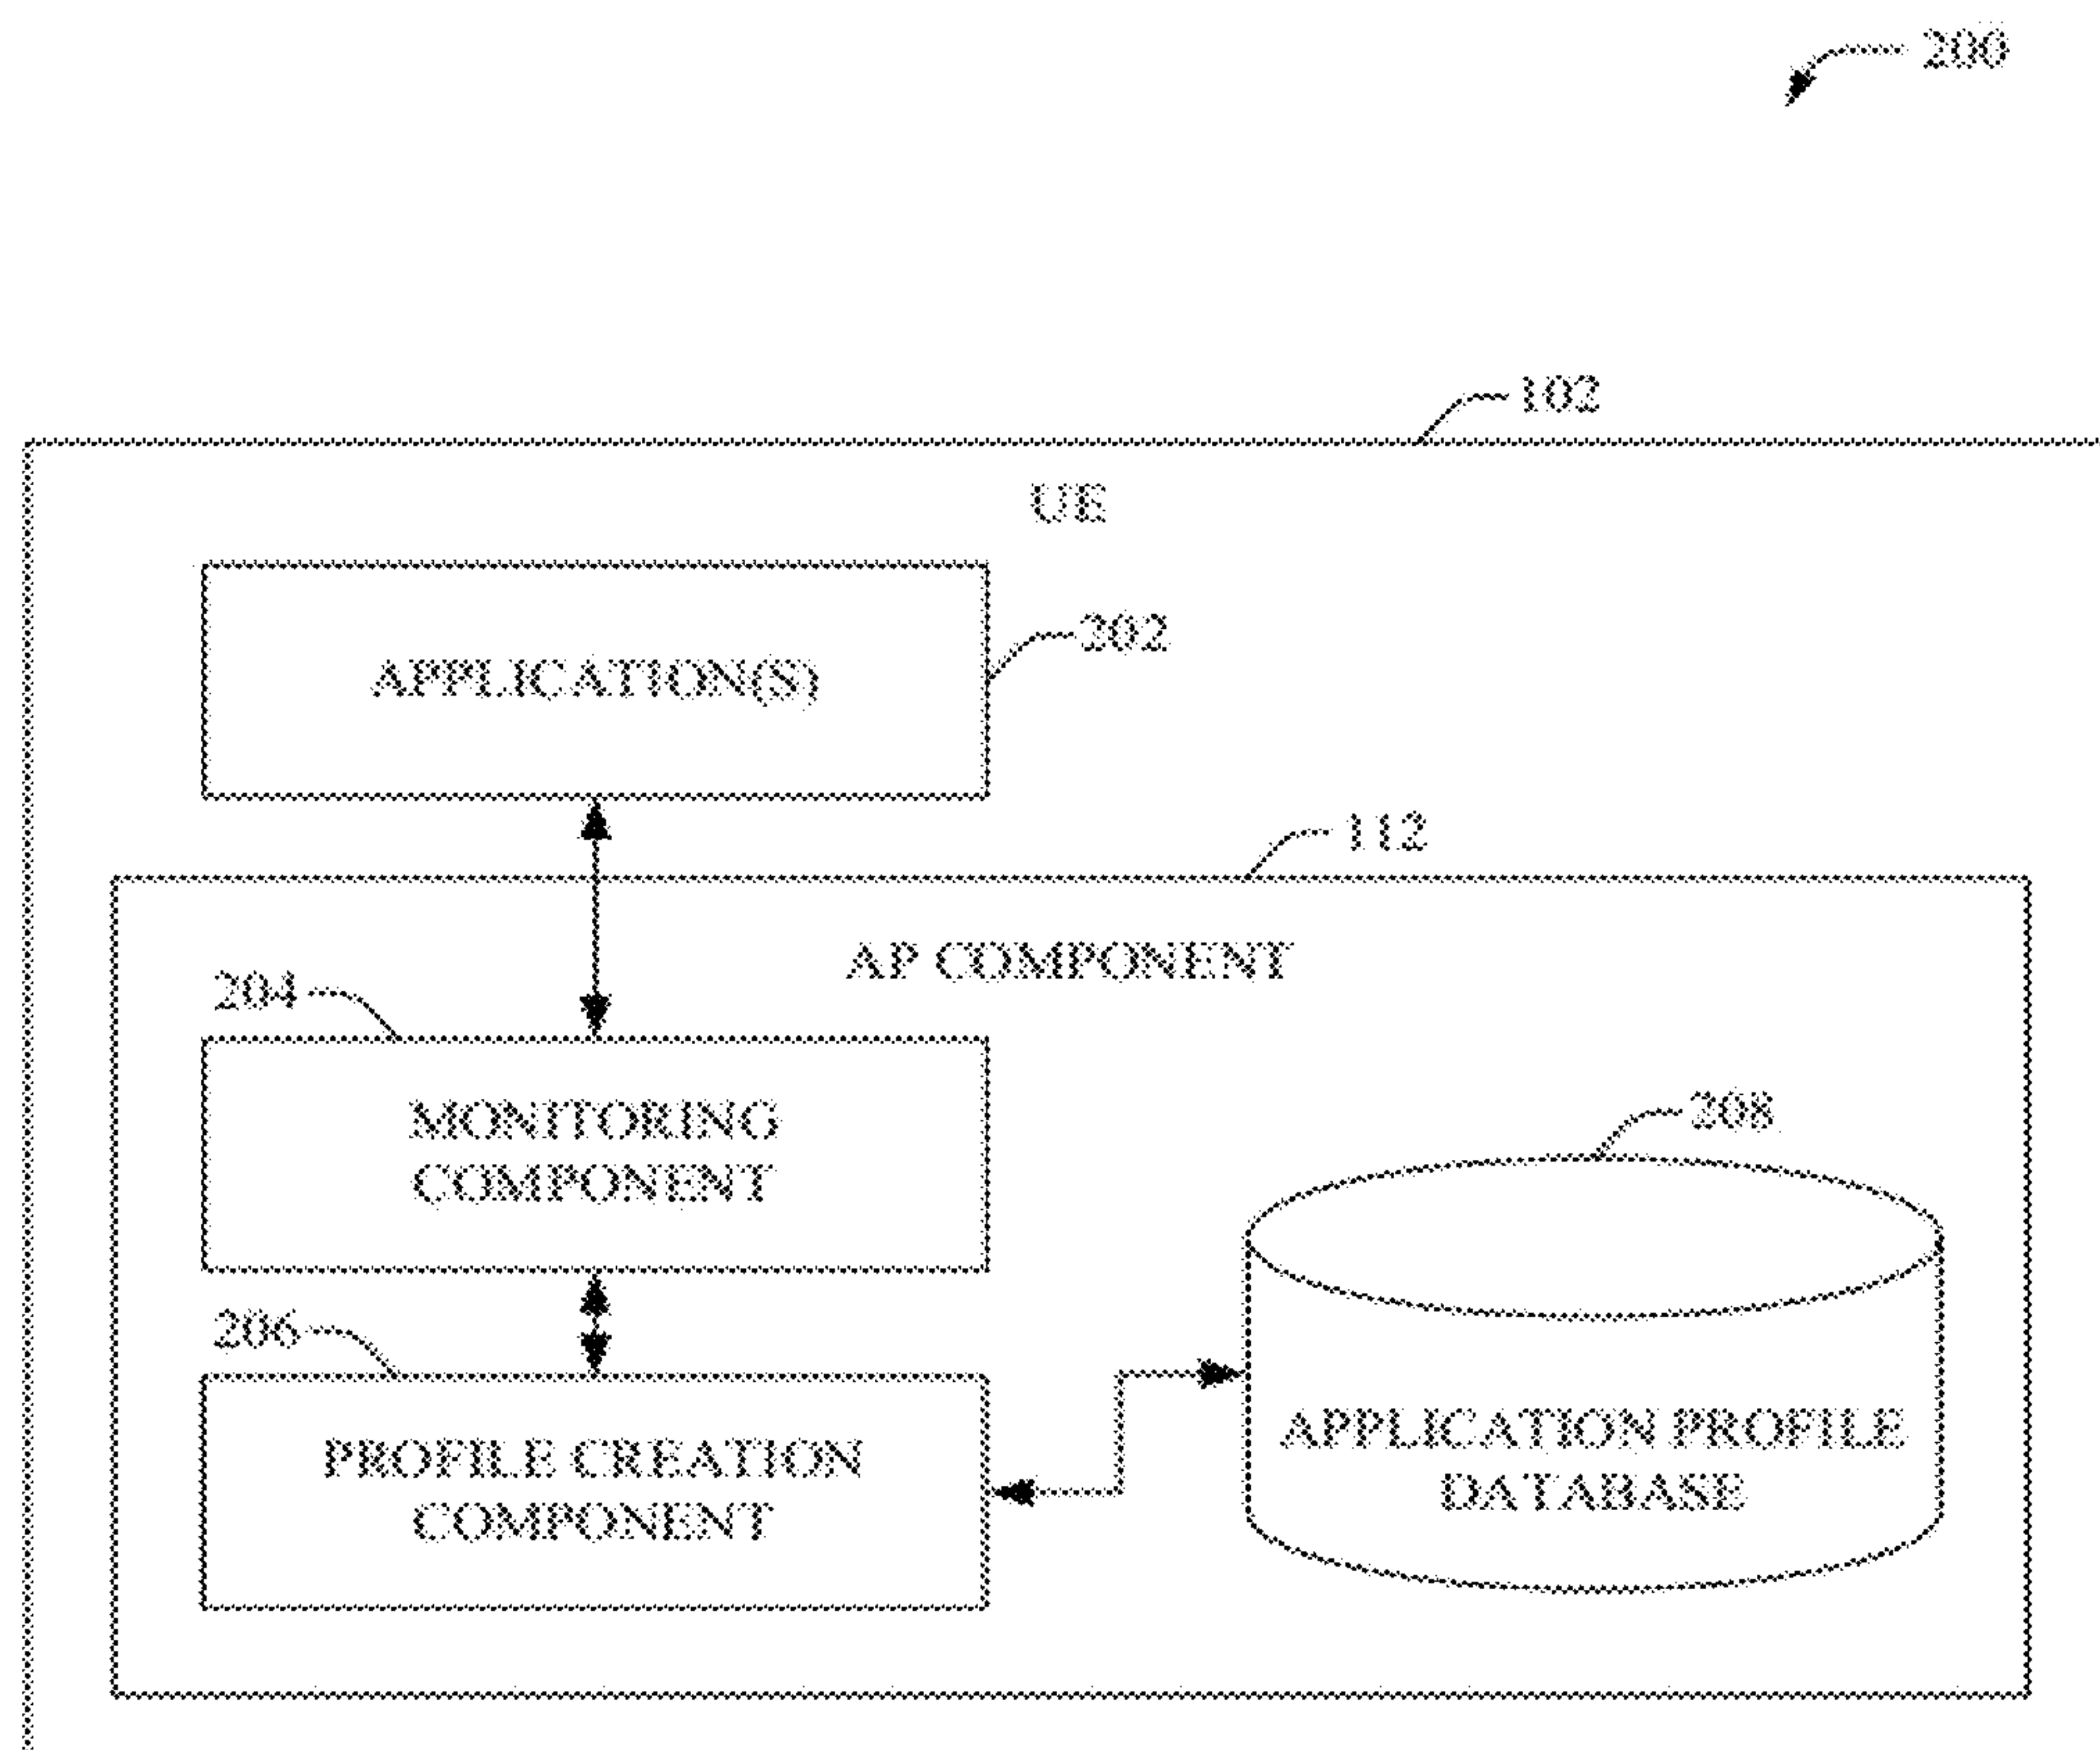 200
102
UE
APPLICATION(S)
202
112
AP COMPONENT
204
MONITORING
COMPONENT
208
206
PROFILE CREATION
COMPONENT
APPLICATION PROFILE
DATABASE